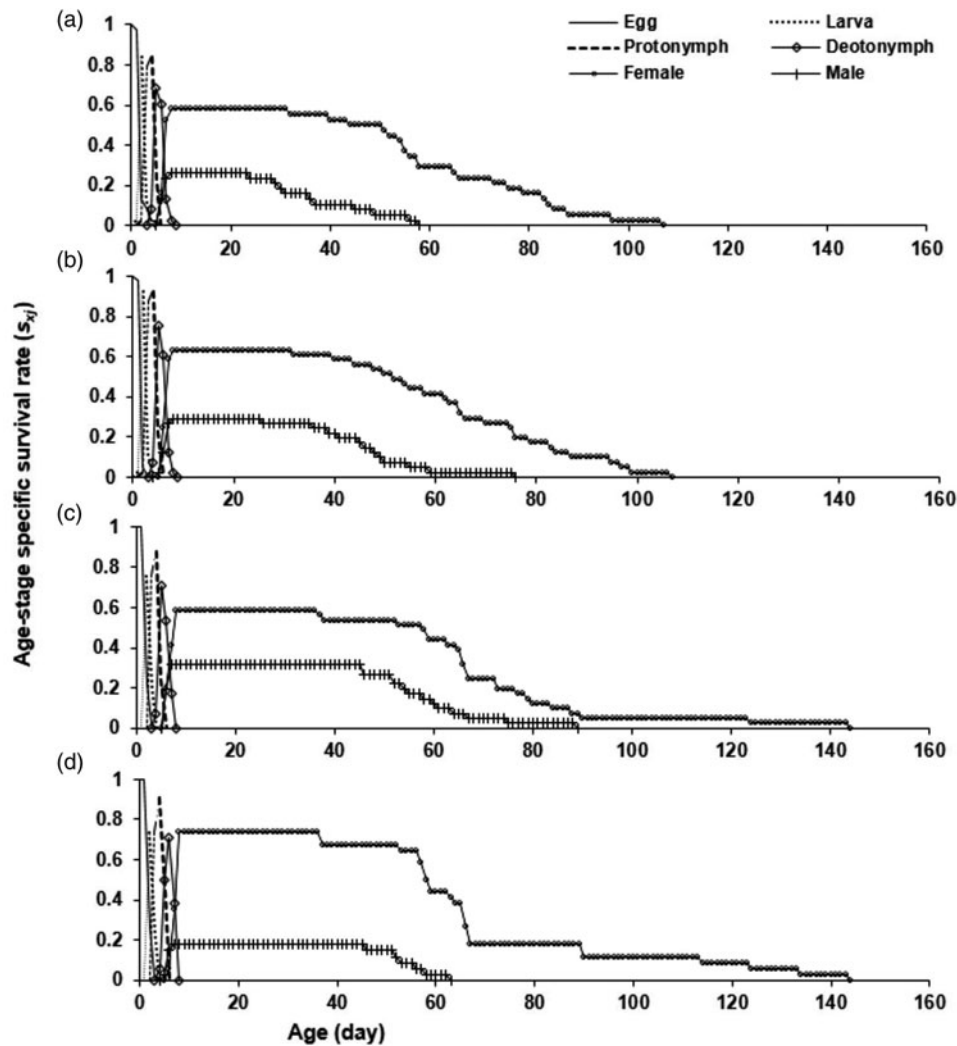 (a)
Egg Larva
Protonymph Deotonymph
Female Male
1
0.8
0.6
0.4
0.2
0
0 20 40 60 80 100 120 140 160
(b)
1
0.8
0.6
0.4
0.2
0
0 20 40 60 80 100 120 140 160
Age-stage specific survival rate (sxj)
(c)
1
0.8
0.6
0.4
0.2
0
0 20 40 60 80 100 120 140 160
(d)
1
0.8
0.6
0.4
0.2
0
0 20 40 60 80 100 120 140 160
Age (day)